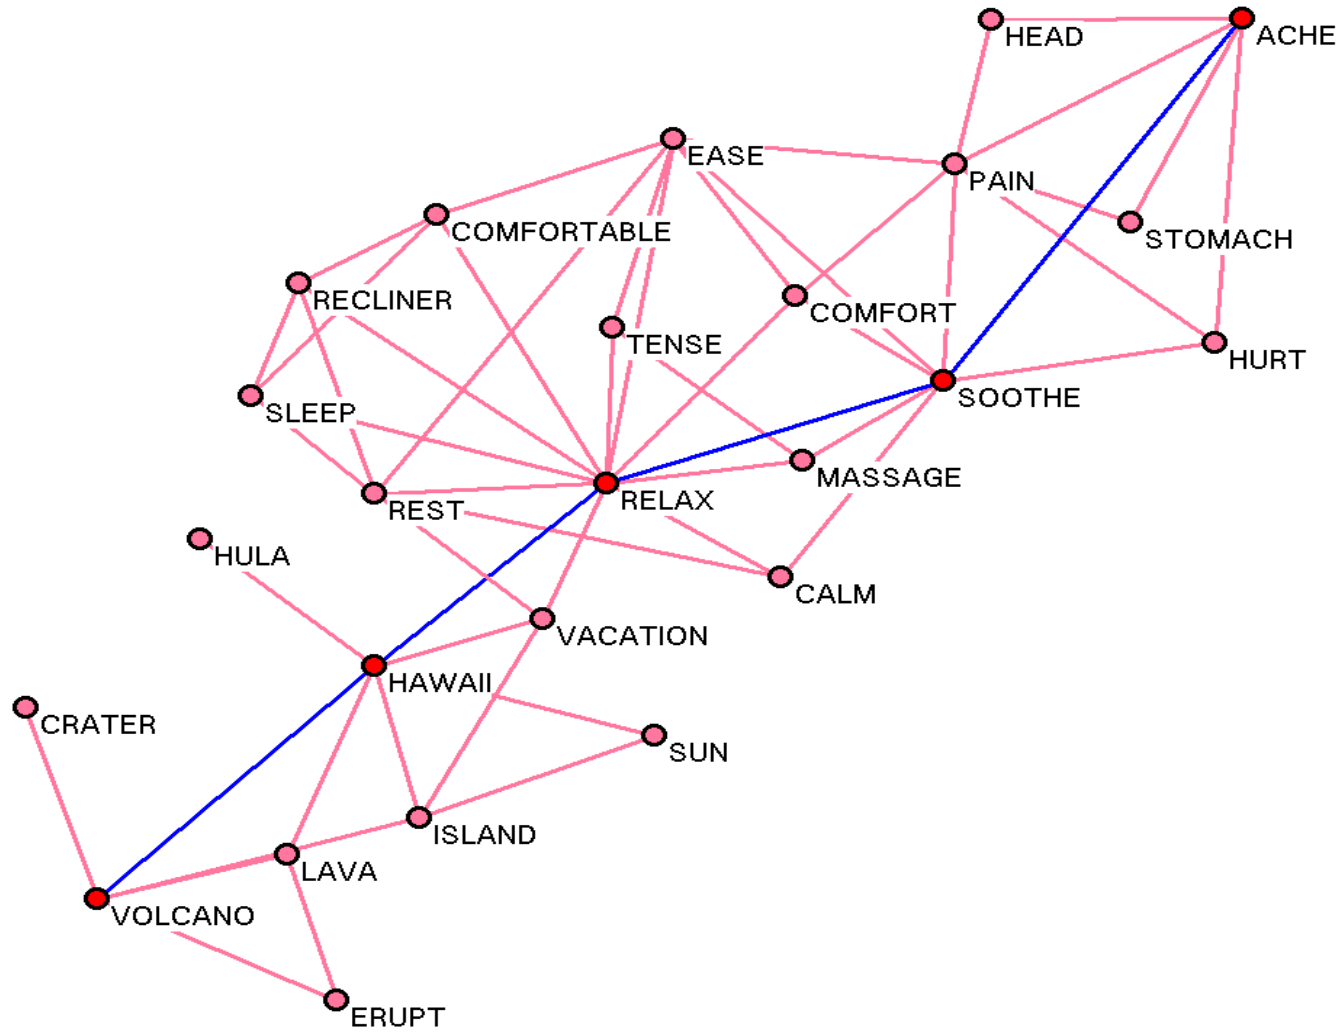 HEAD
ACHE
EASE
PAIN
COMFORTABLE
STOMACH
RECLINER
COMFORT
TENSE
HURT
SLEEP
SOOTHE
MASSAGE
RELAX
REST
HULA
CALM
VACATION
HAWAII
CRATER
SUN
ISLAND
LAVA
VOLCANO
ERUPT